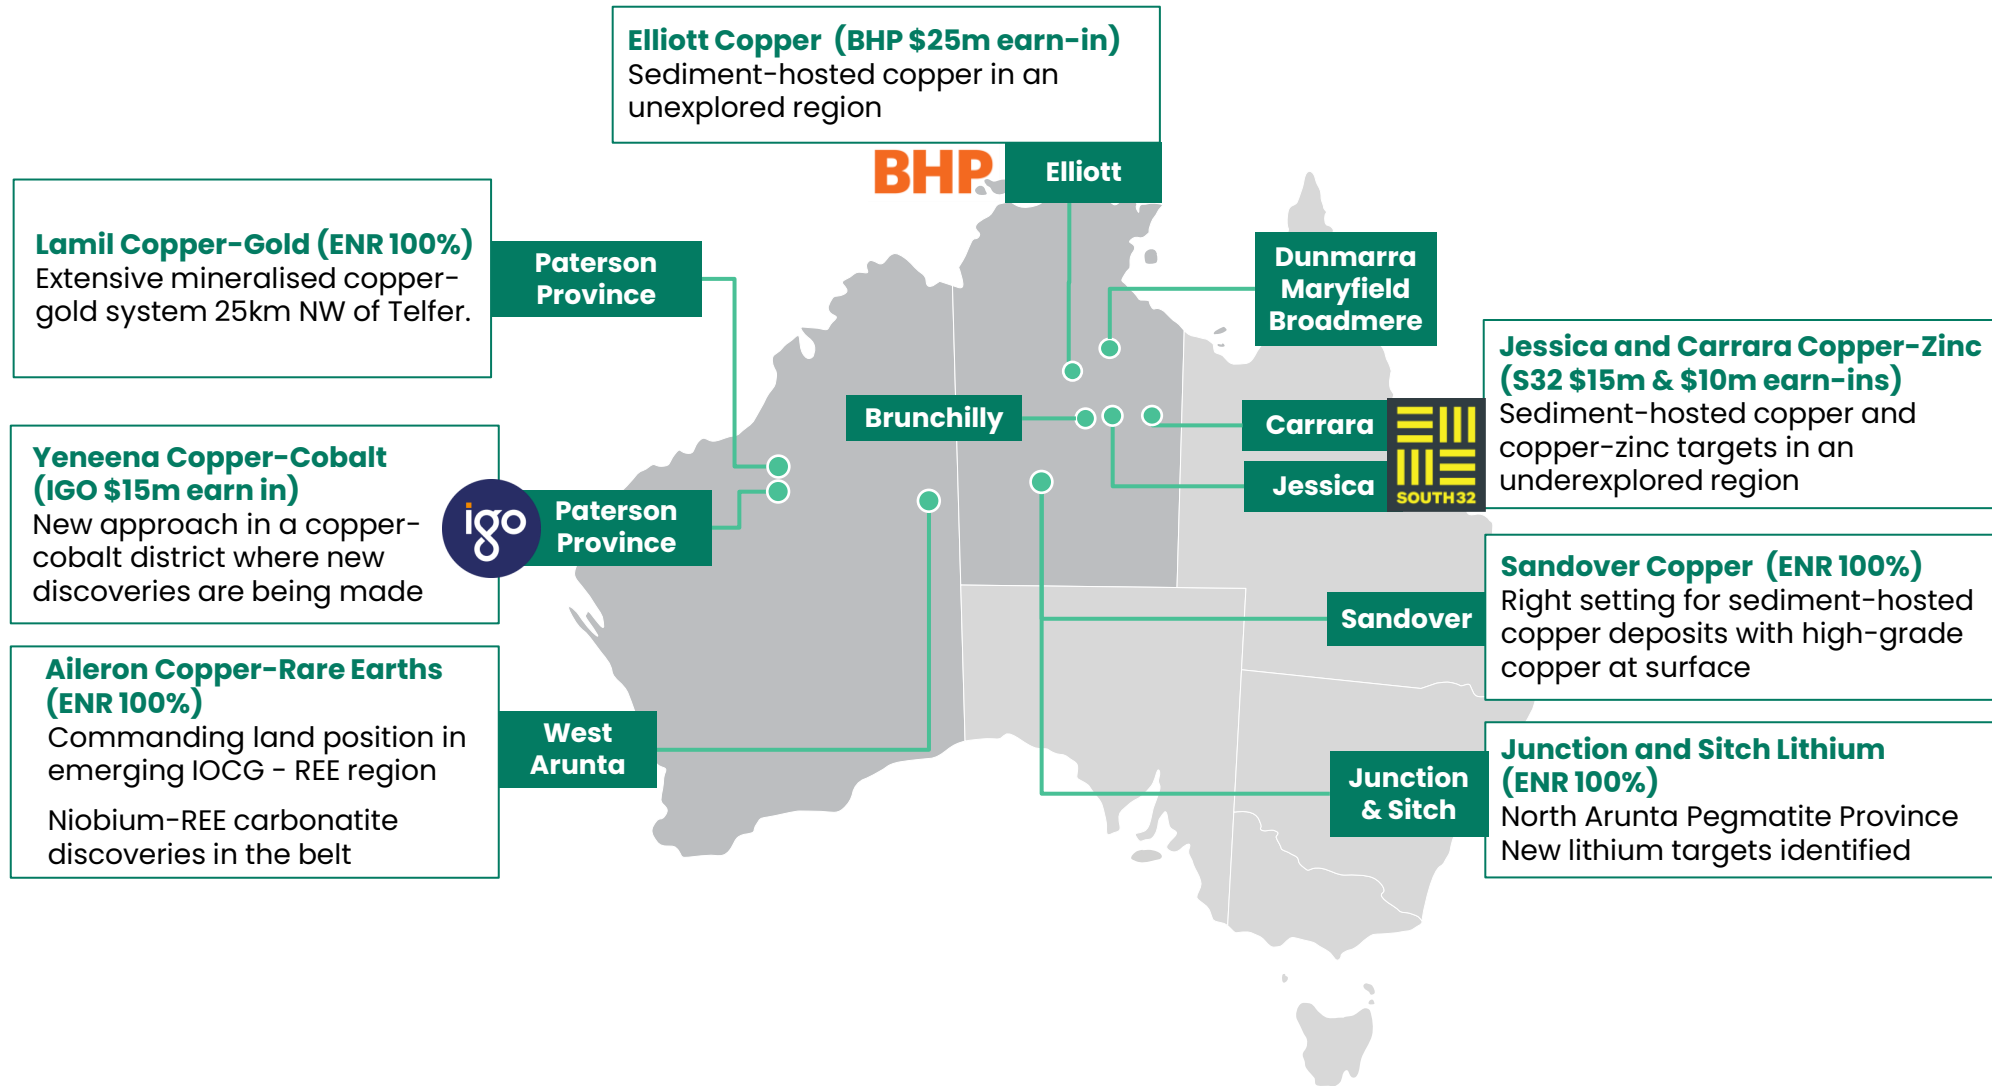 Elliott Copper (BHP $25m earn-in)
Sediment-hosted copper in an
unexplored region
BHP
Elliott
Lamil Copper-Gold (ENR 100%)
Extensive mineralised copper-
gold system 25km NW of Telfer.
Paterson
Province
Dunmarra
Maryfield
Broadmere
Jessica and Carrara Copper-Zinc
(S32 $15m & $10m earn-ins)
Sediment-hosted copper and
copper-zinc targets in an
underexplored region
Brunchilly
Carrara
Jessica
SOUTH32
Yeneena Copper-Cobalt
(IGO $15m earn in)
New approach in a copper-
cobalt district where new
discoveries are being made
igo
Paterson
Province
Sandover Copper (ENR 100%)
Right setting for sediment-hosted
copper deposits with high-grade
copper at surface
Sandover
Aileron Copper-Rare Earths
(ENR 100%)
Commanding land position in
emerging IOCG - REE region
Niobium-REE carbonatite
discoveries in the belt
West
Arunta
Junction
& Sitch
Junction and Sitch Lithium
(ENR 100%)
North Arunta Pegmatite Province
New lithium targets identified